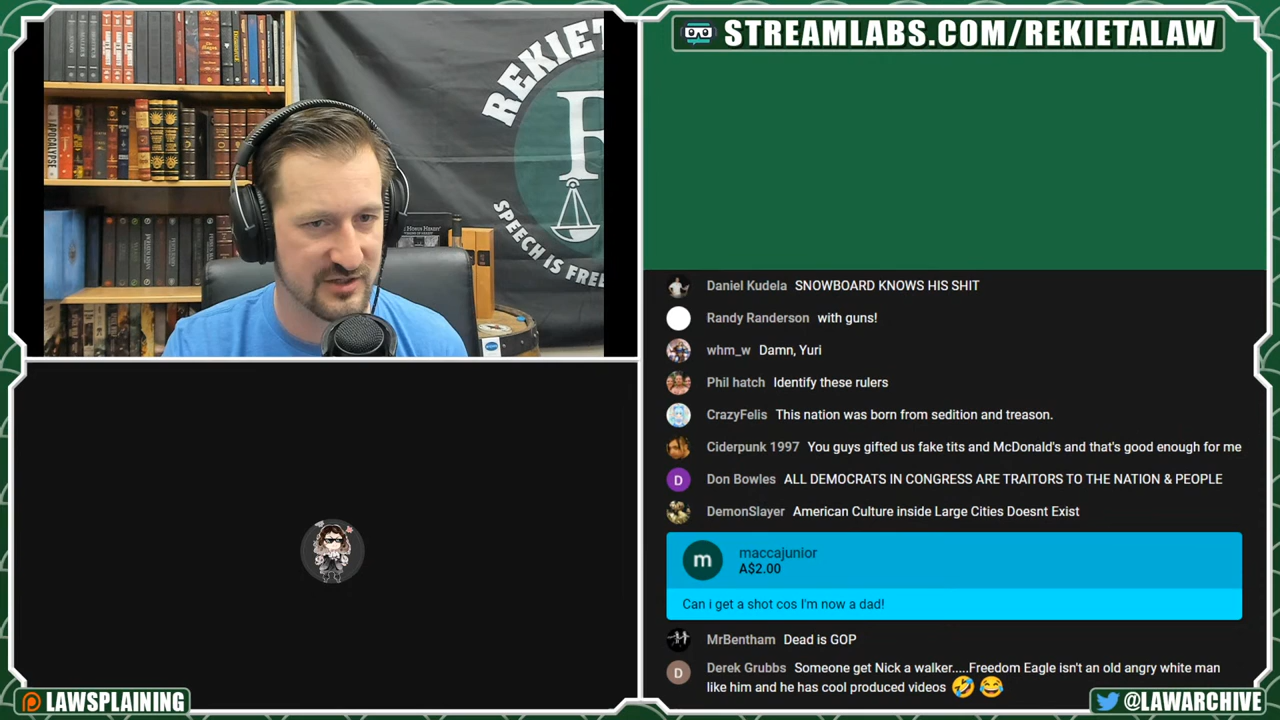 STREAMLABS.COM/REKIETALAW
REKIET
R
SPEECH IS FREE
APOCALYPSE
Daniel Kudela SNOWBOARD KNOWS HIS SHIT
Randy Randerson with guns!
whm_w Damn, Yuri
Phil hatch Identify these rulers
CrazyFelis This nation was born from sedition and treason.
Ciderpunk 1997 You guys gifted us fake tits and McDonald's and that's good enough for me
D Don Bowles ALL DEMOCRATS IN CONGRESS ARE TRAITORS TO THE NATION & PEOPLE
DemonSlayer American Culture inside Large Cities Doesnt Exist
m maccajunior
A$2.00
Can i get a shot cos I'm now a dad!
MrBentham Dead is GOP
D Derek Grubbs Someone get Nick a walker.....Freedom Eagle isn't an old angry white man
like him and he has cool produced videos 🤣 😂
LAWSPLAINING
@LAWARCHIVE